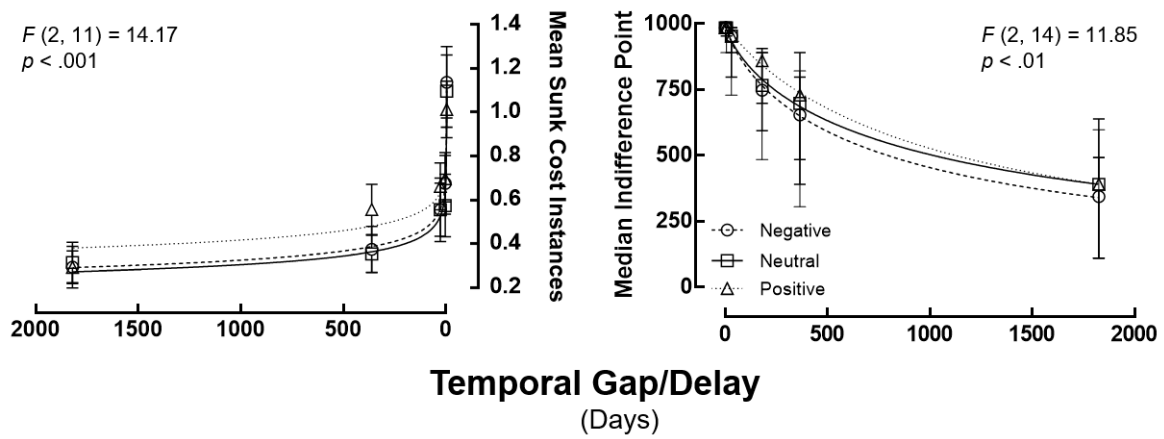 F (2, 11) = 14.17
p < .001
1.4
1.2
1.0
0.8
0.6
0.4
0.2
Mean Sunk Cost Instances
2000 1500 1000 500 0
Median Indifference Point
1000
750
500
250
0
F (2, 14) = 11.85
p < .01
Negative
Neutral
Positive
0 500 1000 1500 2000
Temporal Gap/Delay
(Days)